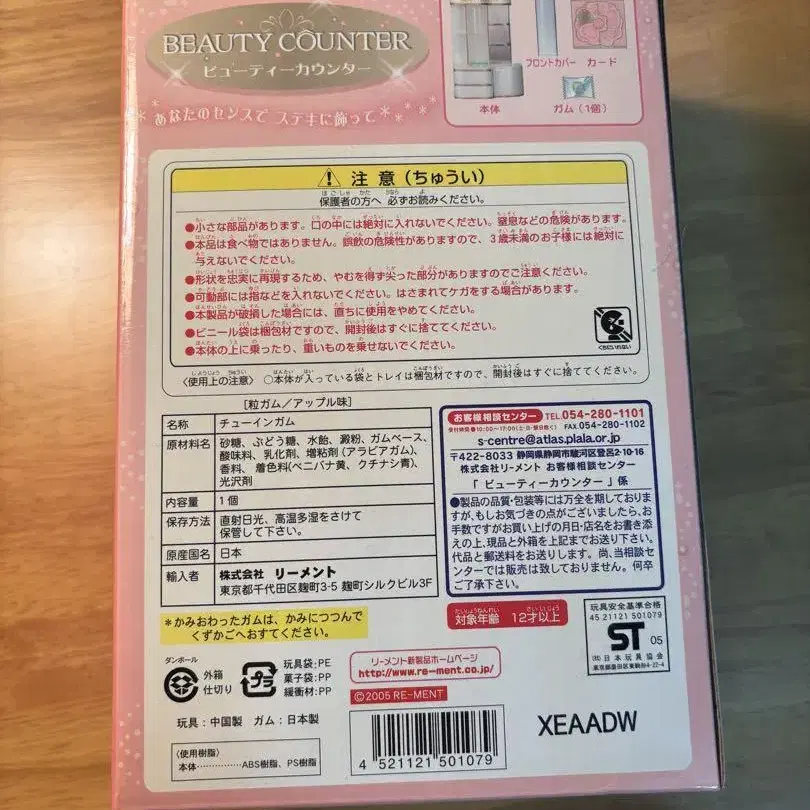 BEAUTY COUNTER
ビューティーカウンター
あなたのセンスで ステキに飾って
フロントカバー カード
本体 ガム(1個)
注意(ちゅうい)
保護者の方へ 必ずお読みください。
●小さな部品があります。口の中には絶対に入れないでください。窒息などの危険があります。
●本品は食べ物ではありません。誤飲の危険性がありますので、3歳未満のお子様には絶対に
与えないでください。
●形状を忠実に再現するため、やむを得ず尖った部分がありますのでご注意ください。
●可動部には指などを入れないでください。はさまれてケガをする場合があります。
●本製品が破損した場合には、直ちに使用をやめてください。
●ビニール袋は梱包材ですので、開封後はすぐに捨ててください。
●本体の上に乗ったり、重いものを乗せないでください。
くちにいれない
〈使用上の注意〉 ○本体が入っている袋とトレイは梱包材ですので、開封後はすぐに捨ててください。
[粒ガム/アップル味]
名称 チューインガム
原材料名 砂糖、ぶどう糖、水飴、澱粉、ガムベース、
酸味料、乳化剤、増粘剤(アラビアガム)、
香料、着色料(ベニバナ黄、クチナシ青)、
光沢剤
内容量 1個
保存方法 直射日光、高温多湿をさけて
保管して下さい。
原産国名 日本
輸入者 株式会社 リーメント
東京都千代田区麹町3-5 麹町シルクビル3F
お客様相談センター TEL.054-280-1101
受付時間●10:00〜17:00(土・日・祭日除く) FAX.054-280-1102
s-centre@atlas.plala.or.jp
〒422-8033 静岡県静岡市駿河区登呂2-10-16
株式会社リーメント お客様相談センター
「 ビューティーカウンター 」係
●製品の品質・包装等には万全を期しておりま
すが、もしお気づきの点がございましたら、お
手数ですがお買い上げの月日・店名をお書き添
えの上、現品と外箱を上記までお送り下さい。
代品と郵送料をお送りします。尚、当相談セ
ンターでは販売は致しておりません。何卒
ご了承下さい。
*かみおわったガムは、かみにつつんで
くずかごへおすてください。
対象年齢 12才以上
玩具安全基準合格
45 21121 501079
ST 05
(社)日本玩具協会
ダンボール
外箱
仕切り
プラ
玩具袋:PE
菓子袋:PP
緩衝材:PP
リーメント新製品ホームページ
http://www.re-ment.co.jp/
©2005 RE-MENT
玩具:中国製 ガム:日本製
〈使用樹脂〉
本体……………ABS樹脂、PS樹脂
4 521121 501079
XEAADW